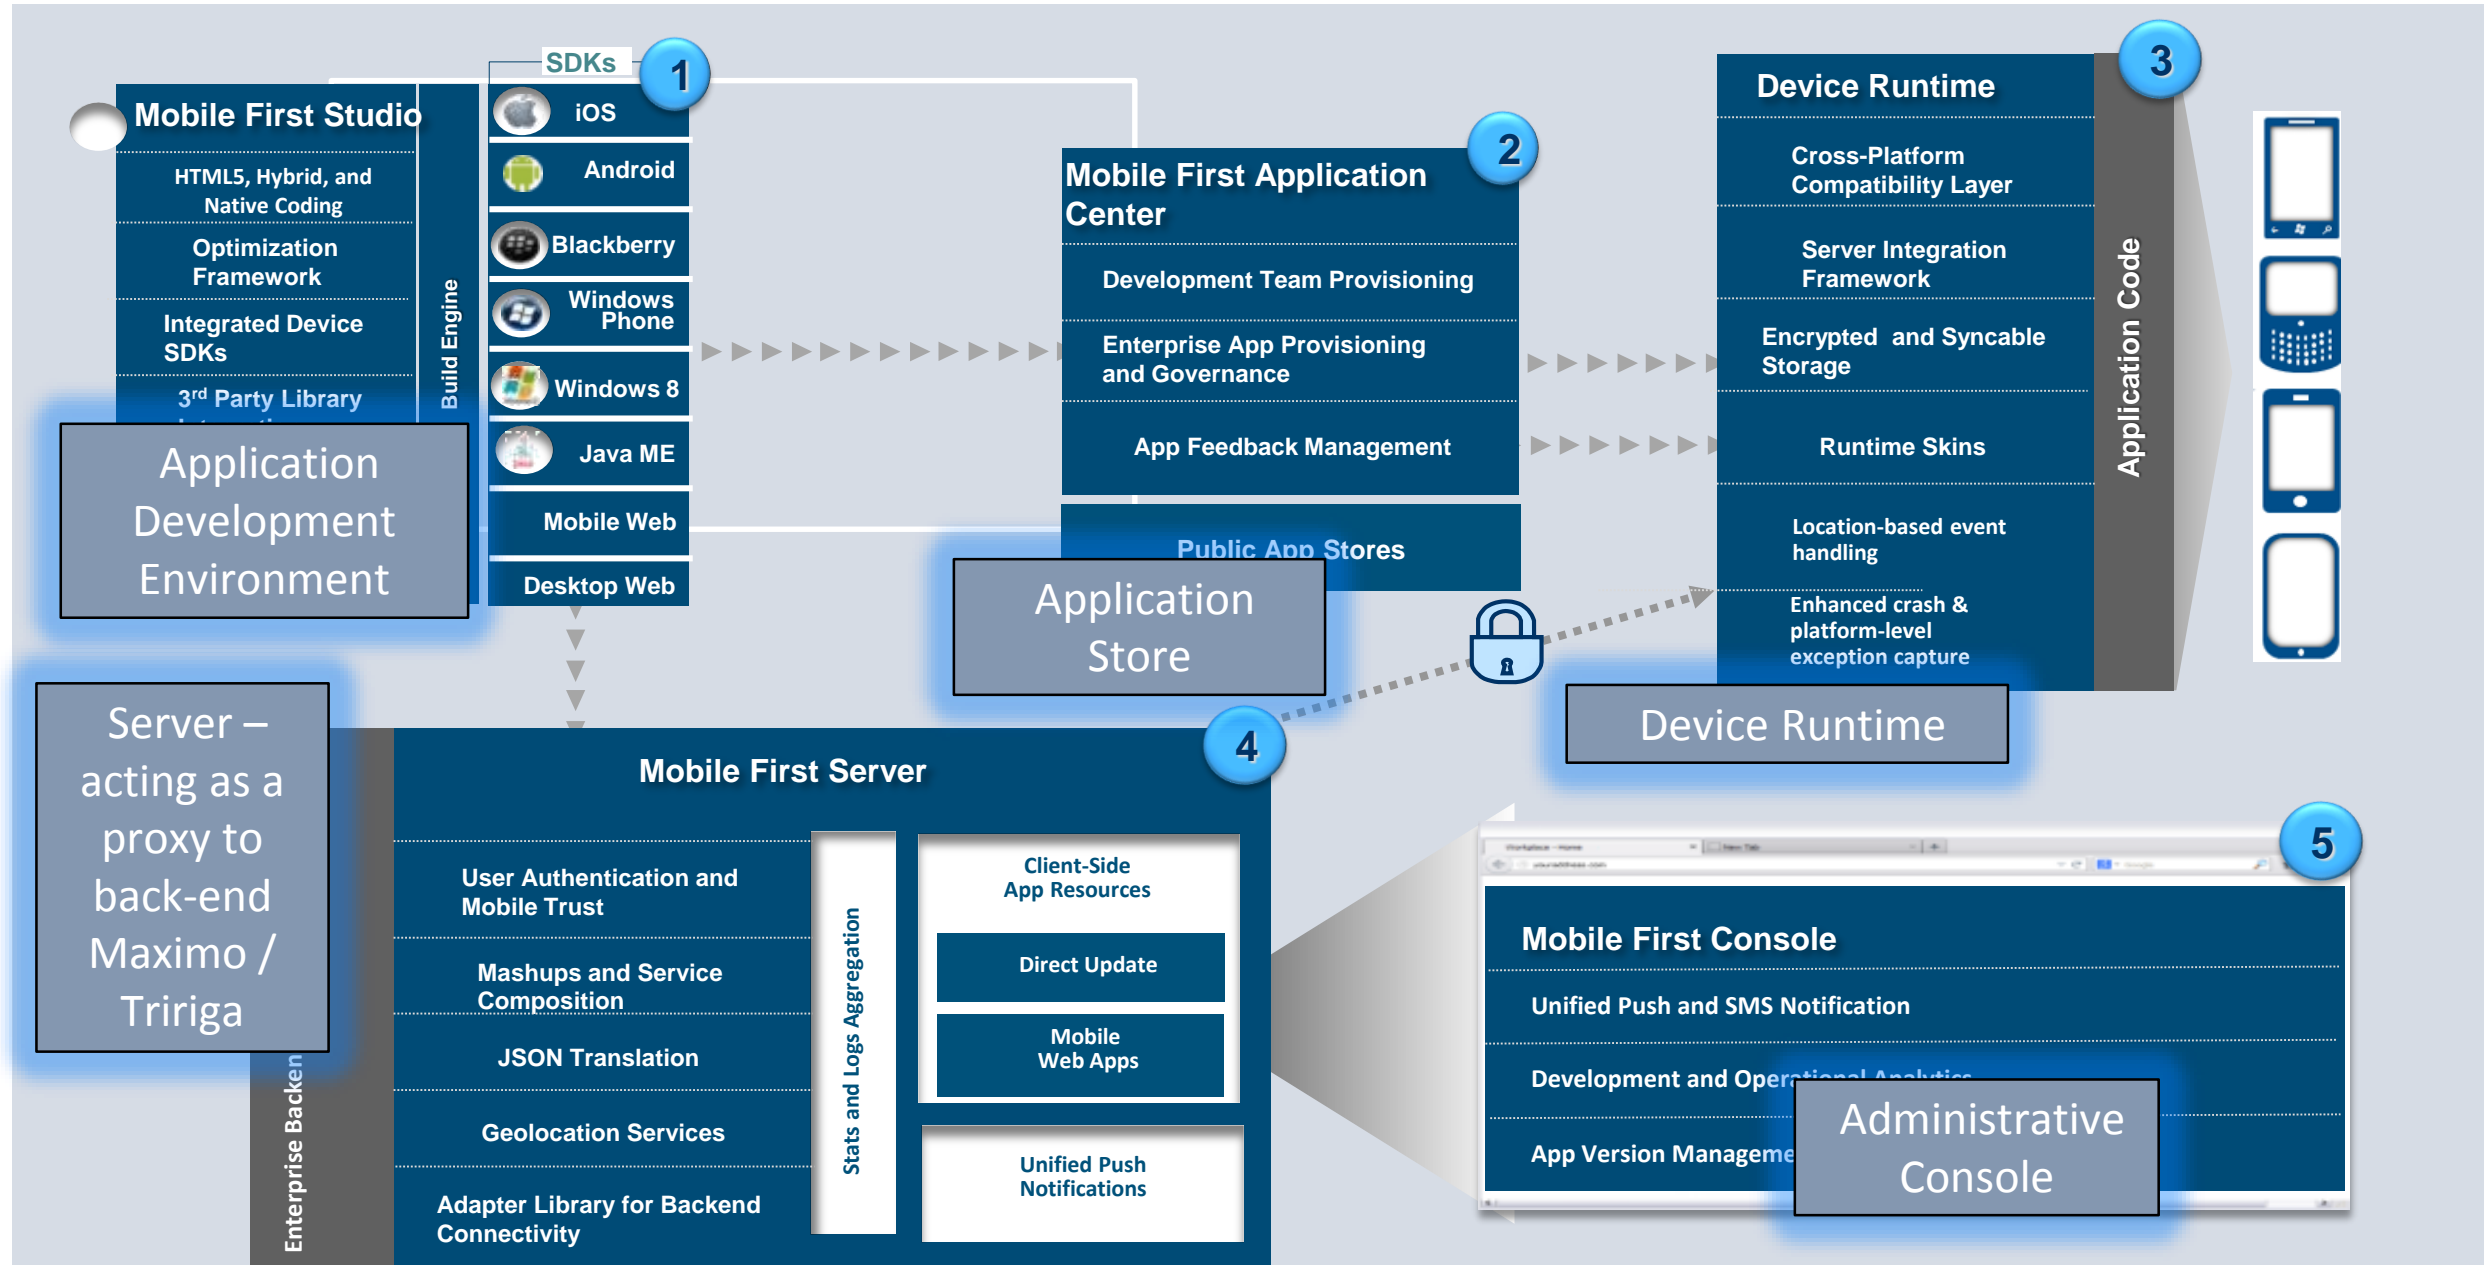 SDKs
1
Mobile First Studio
HTML5, Hybrid, and
Native Coding
Optimization
Framework
Integrated Device
SDKs
3rd Party Library
Build Engine
iOS
Android
Blackberry
Windows
Phone
Windows 8
Java ME
Mobile Web
Desktop Web
Application
Development
Environment
2
Mobile First Application
Center
Development Team Provisioning
Enterprise App Provisioning
and Governance
App Feedback Management
Public App Stores
Application
Store
3
Device Runtime
Cross-Platform
Compatibility Layer
Server Integration
Framework
Encrypted and Syncable
Storage
Runtime Skins
Location-based event
handling
Enhanced crash &
platform-level
exception capture
Application Code
Device Runtime
Server –
acting as a
proxy to
back-end
Maximo /
Tririga
Enterprise Backen
4
Mobile First Server
User Authentication and
Mobile Trust
Mashups and Service
Composition
JSON Translation
Geolocation Services
Adapter Library for Backend
Connectivity
Stats and Logs Aggregation
Client-Side
App Resources
Direct Update
Mobile
Web Apps
Unified Push
Notifications
5
Workplace - Home
New Tab
youraddress.com
Google
Mobile First Console
Unified Push and SMS Notification
Development and Operational Analytics
App Version Manageme
Administrative
Console